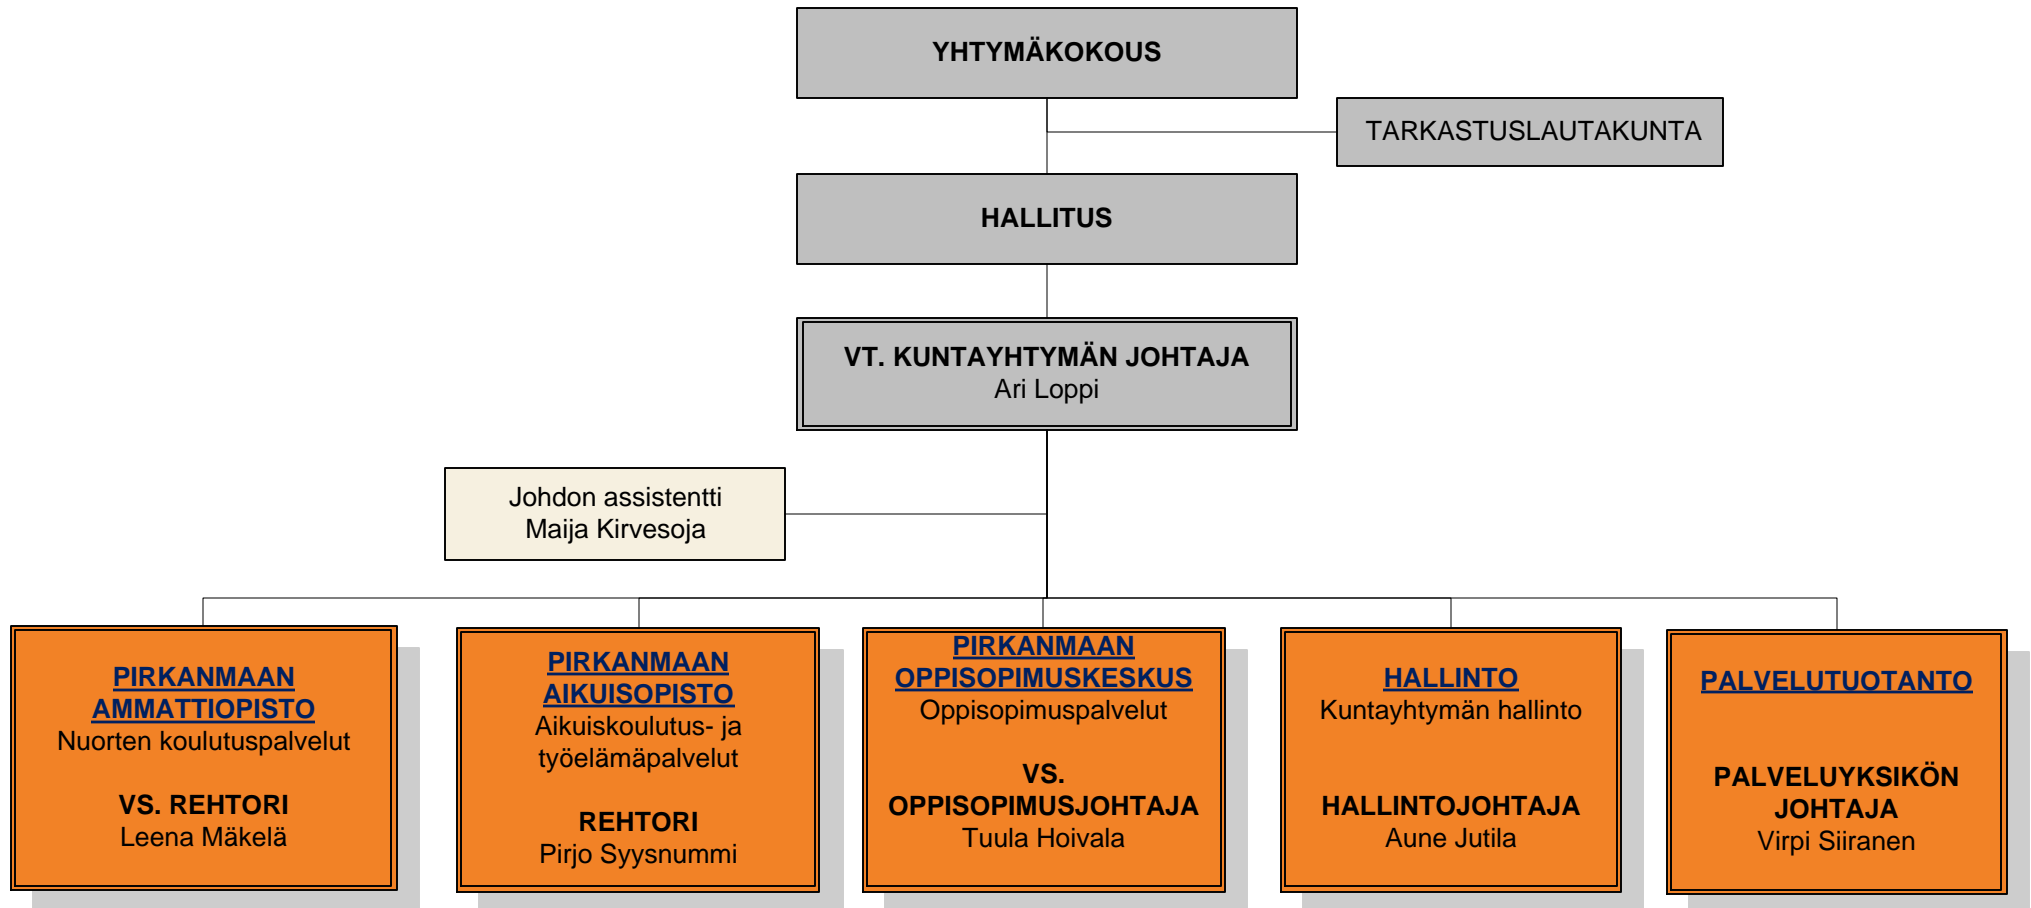 YHTYMÄKOKOUS
TARKASTUSLAUTAKUNTA
HALLITUS
VT. KUNTAYHTYMÄN JOHTAJA
Ari Loppi
Johdon assistentti
Maija Kirvesoja
PIRKANMAAN
AMMATTIOPISTO
Nuorten koulutuspalvelut
VS. REHTORI
Leena Mäkelä
PIRKANMAAN
AIKUISOPISTO
Aikuiskoulutus- ja
työelämäpalvelut
REHTORI
Pirjo Syysnummi
PIRKANMAAN
OPPISOPIMUSKESKUS
Oppisopimuspalvelut
VS.
OPPISOPIMUSJOHTAJA
Tuula Hoivala
HALLINTO
Kuntayhtymän hallinto
HALLINTOJOHTAJA
Aune Jutila
PALVELUTUOTANTO
PALVELUYKSIKÖN
JOHTAJA
Virpi Siiranen